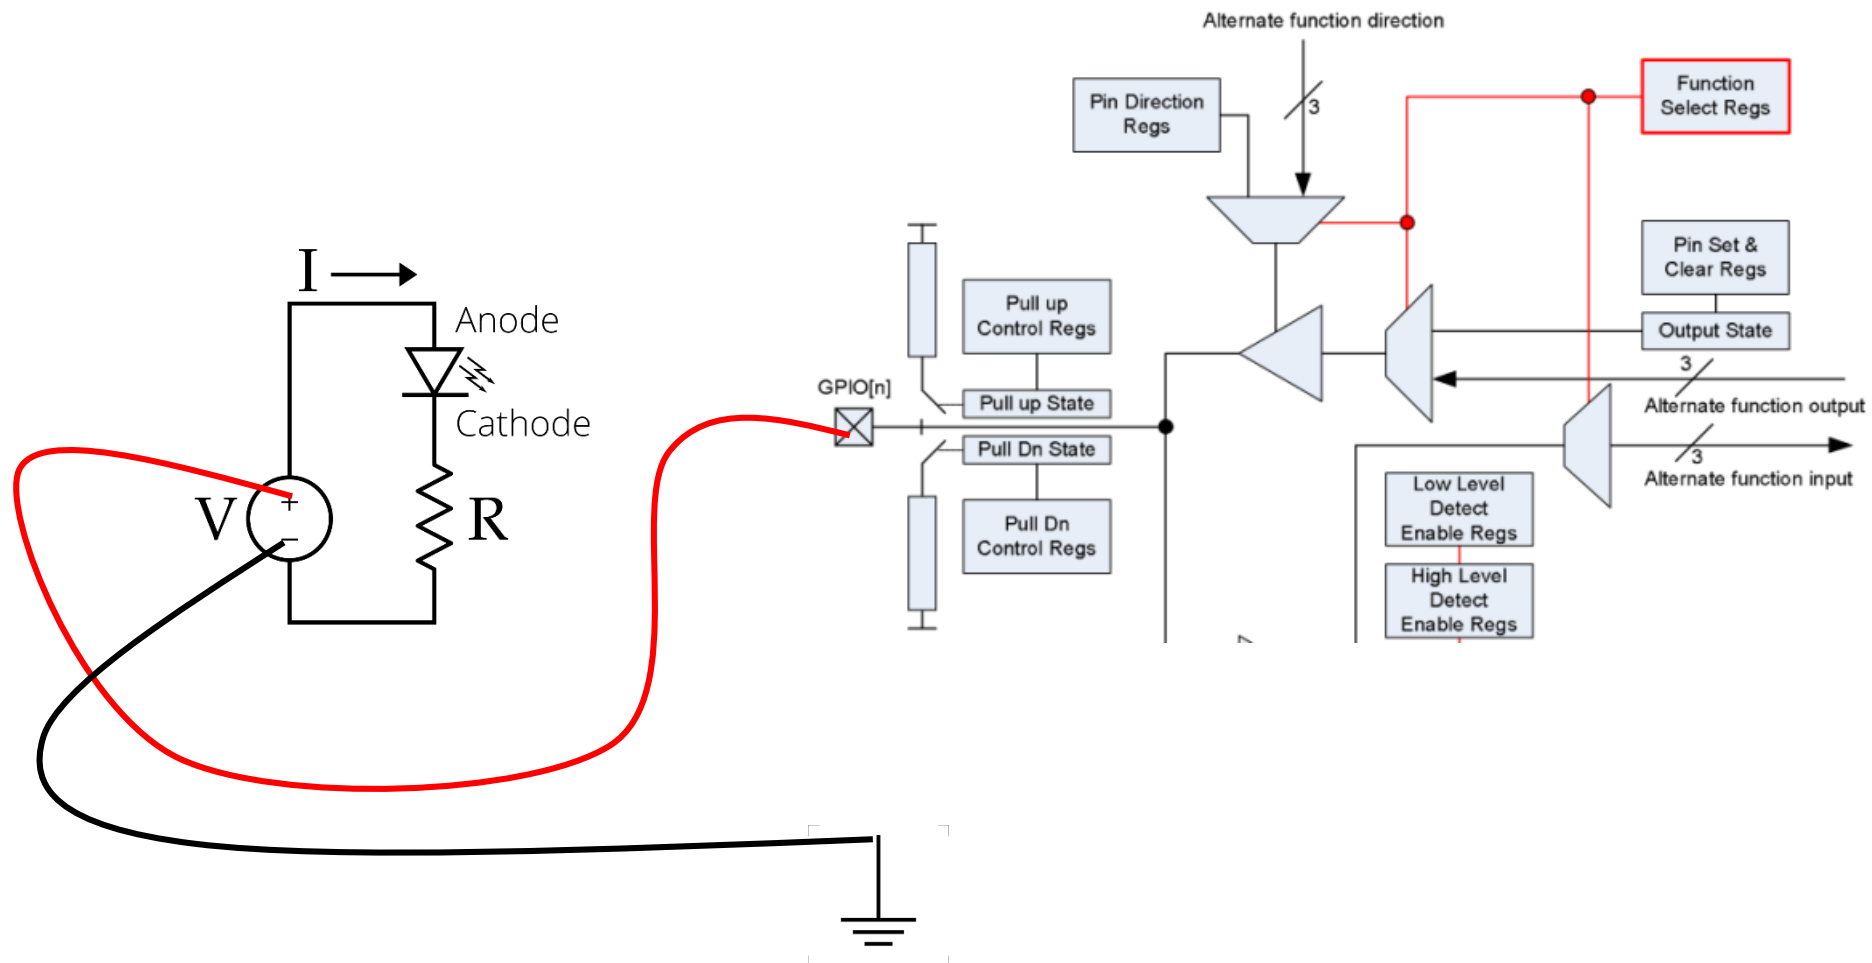 Alternate function direction
Pin Direction
Regs
3
Function
Select Regs
Pin Set &
Clear Regs
Output State
3
Alternate function output
3
Alternate function input
Pull up
Control Regs
Pull up State
GPIO[n]
Pull Dn State
Pull Dn
Control Regs
Low Level
Detect
Enable Regs
High Level
Detect
Enable Regs
I
Anode
Cathode
V
+
−
R